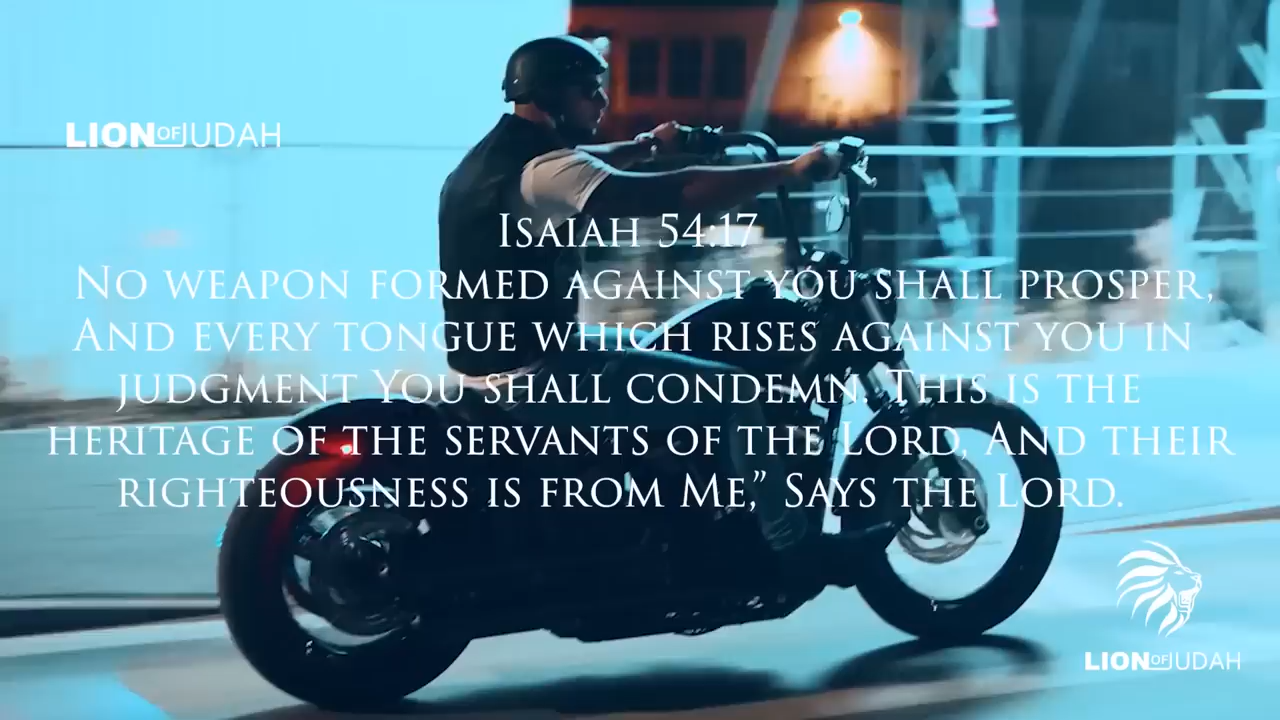 LION OF JUDAH
Isaiah 54:17
No weapon formed against you shall prosper,
And every tongue which rises against you in
judgment You shall condemn. This is the
heritage of the servants of the Lord, And their
righteousness is from Me,” Says the Lord.
LION OF JUDAH